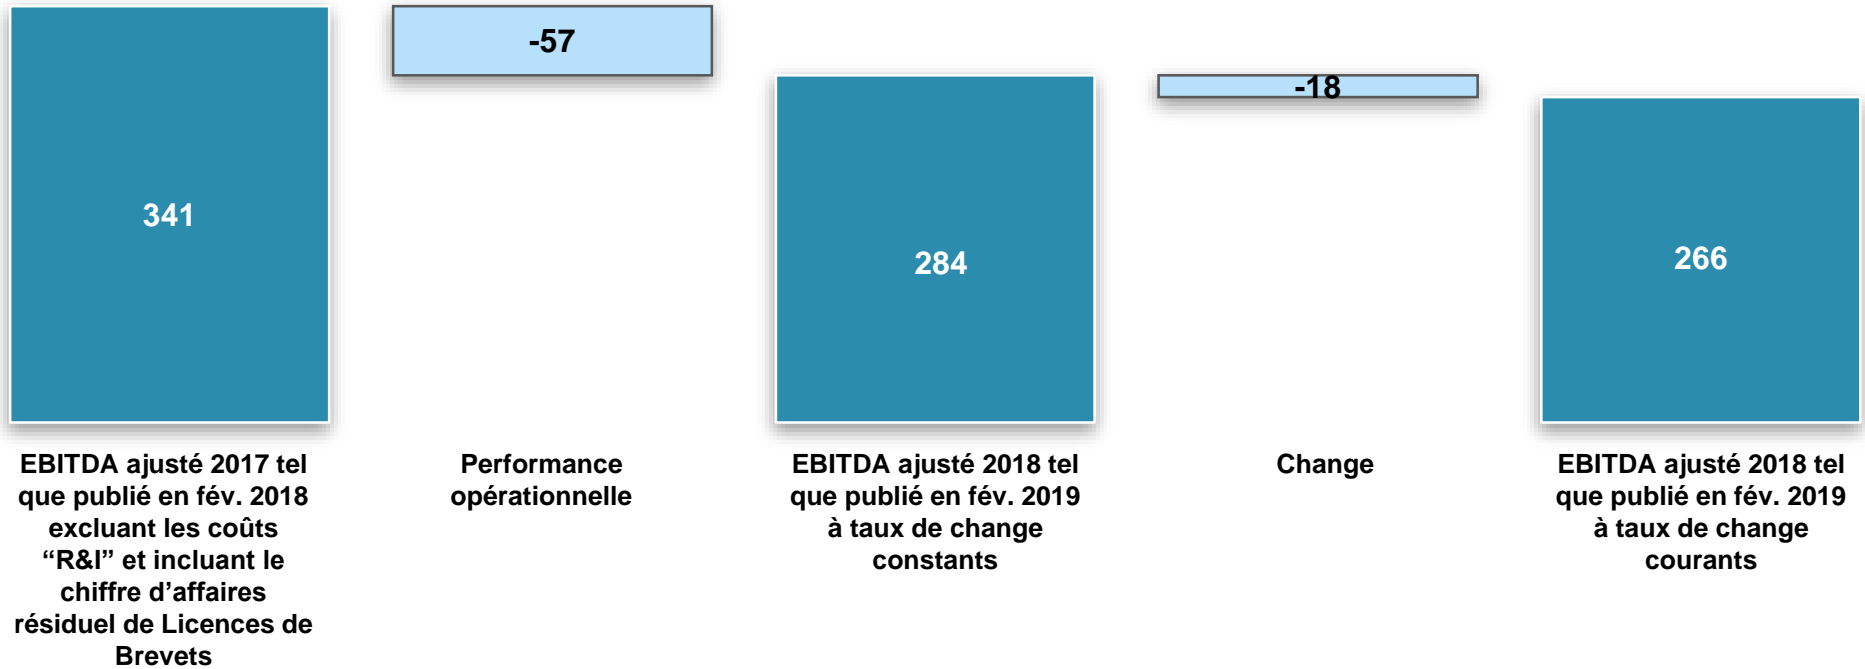 341
-57
284
-18
266
EBITDA ajusté 2017 tel
que publié en fév. 2018
excluant les coûts
“R&I” et incluant le
chiffre d’affaires
résiduel de Licences de
Brevets
Performance
opérationnelle
EBITDA ajusté 2018 tel
que publié en fév. 2019
à taux de change
constants
Change
EBITDA ajusté 2018 tel
que publié en fév. 2019
à taux de change
courants